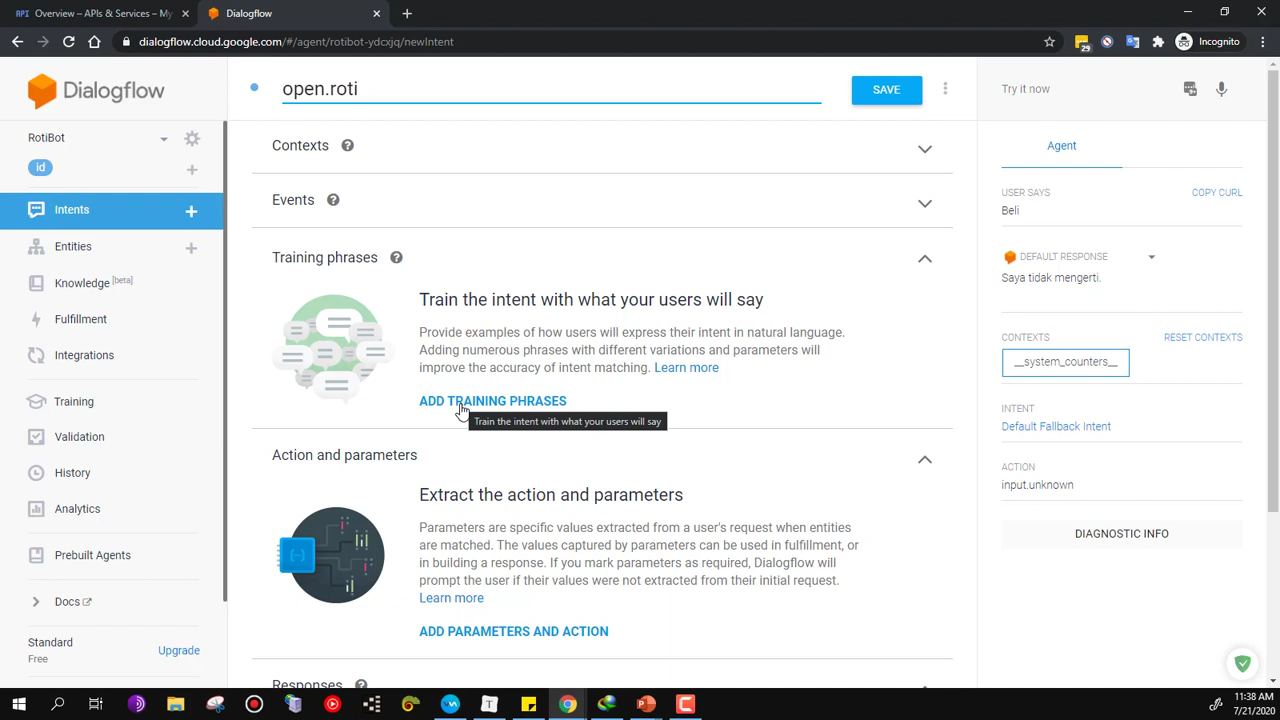 API Overview – APIs & Services – My
Dialogflow
dialogflow.cloud.google.com/#/agent/rotibot-ydcxjq/newIntent
29
Incognito
Dialogflow
RotiBot
id
Intents
Entities
Knowledge [beta]
Fulfillment
Integrations
Training
Validation
History
Analytics
Prebuilt Agents
Docs
Standard
Free
Upgrade
open.roti
SAVE
Contexts
Events
Training phrases
Train the intent with what your users will say
Provide examples of how users will express their intent in natural language.
Adding numerous phrases with different variations and parameters will
improve the accuracy of intent matching. Learn more
ADD TRAINING PHRASES
Train the intent with what your users will say
Action and parameters
Extract the action and parameters
Parameters are specific values extracted from a user's request when entities
are matched. The values captured by parameters can be used in fulfillment, or
in building a response. If you mark parameters as required, Dialogflow will
prompt the user if their values were not extracted from their initial request.
Learn more
ADD PARAMETERS AND ACTION
Responses
Try it now
Agent
USER SAYS
COPY CURL
Beli
DEFAULT RESPONSE
Saya tidak mengerti.
CONTEXTS
RESET CONTEXTS
__system_counters__
INTENT
Default Fallback Intent
ACTION
input.unknown
DIAGNOSTIC INFO
11:38 AM
7/21/2020